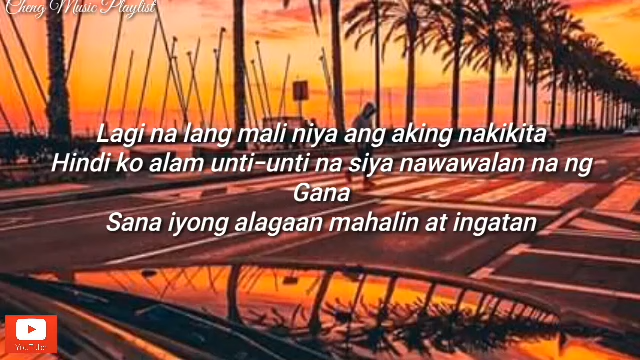 Cheng Music Playlist
Lagi na lang mali niya ang aking nakikita
Hindi ko alam unti-unti na siya nawawalan na ng
Gana
Sana iyong alagaan mahalin at ingatan
YouTube